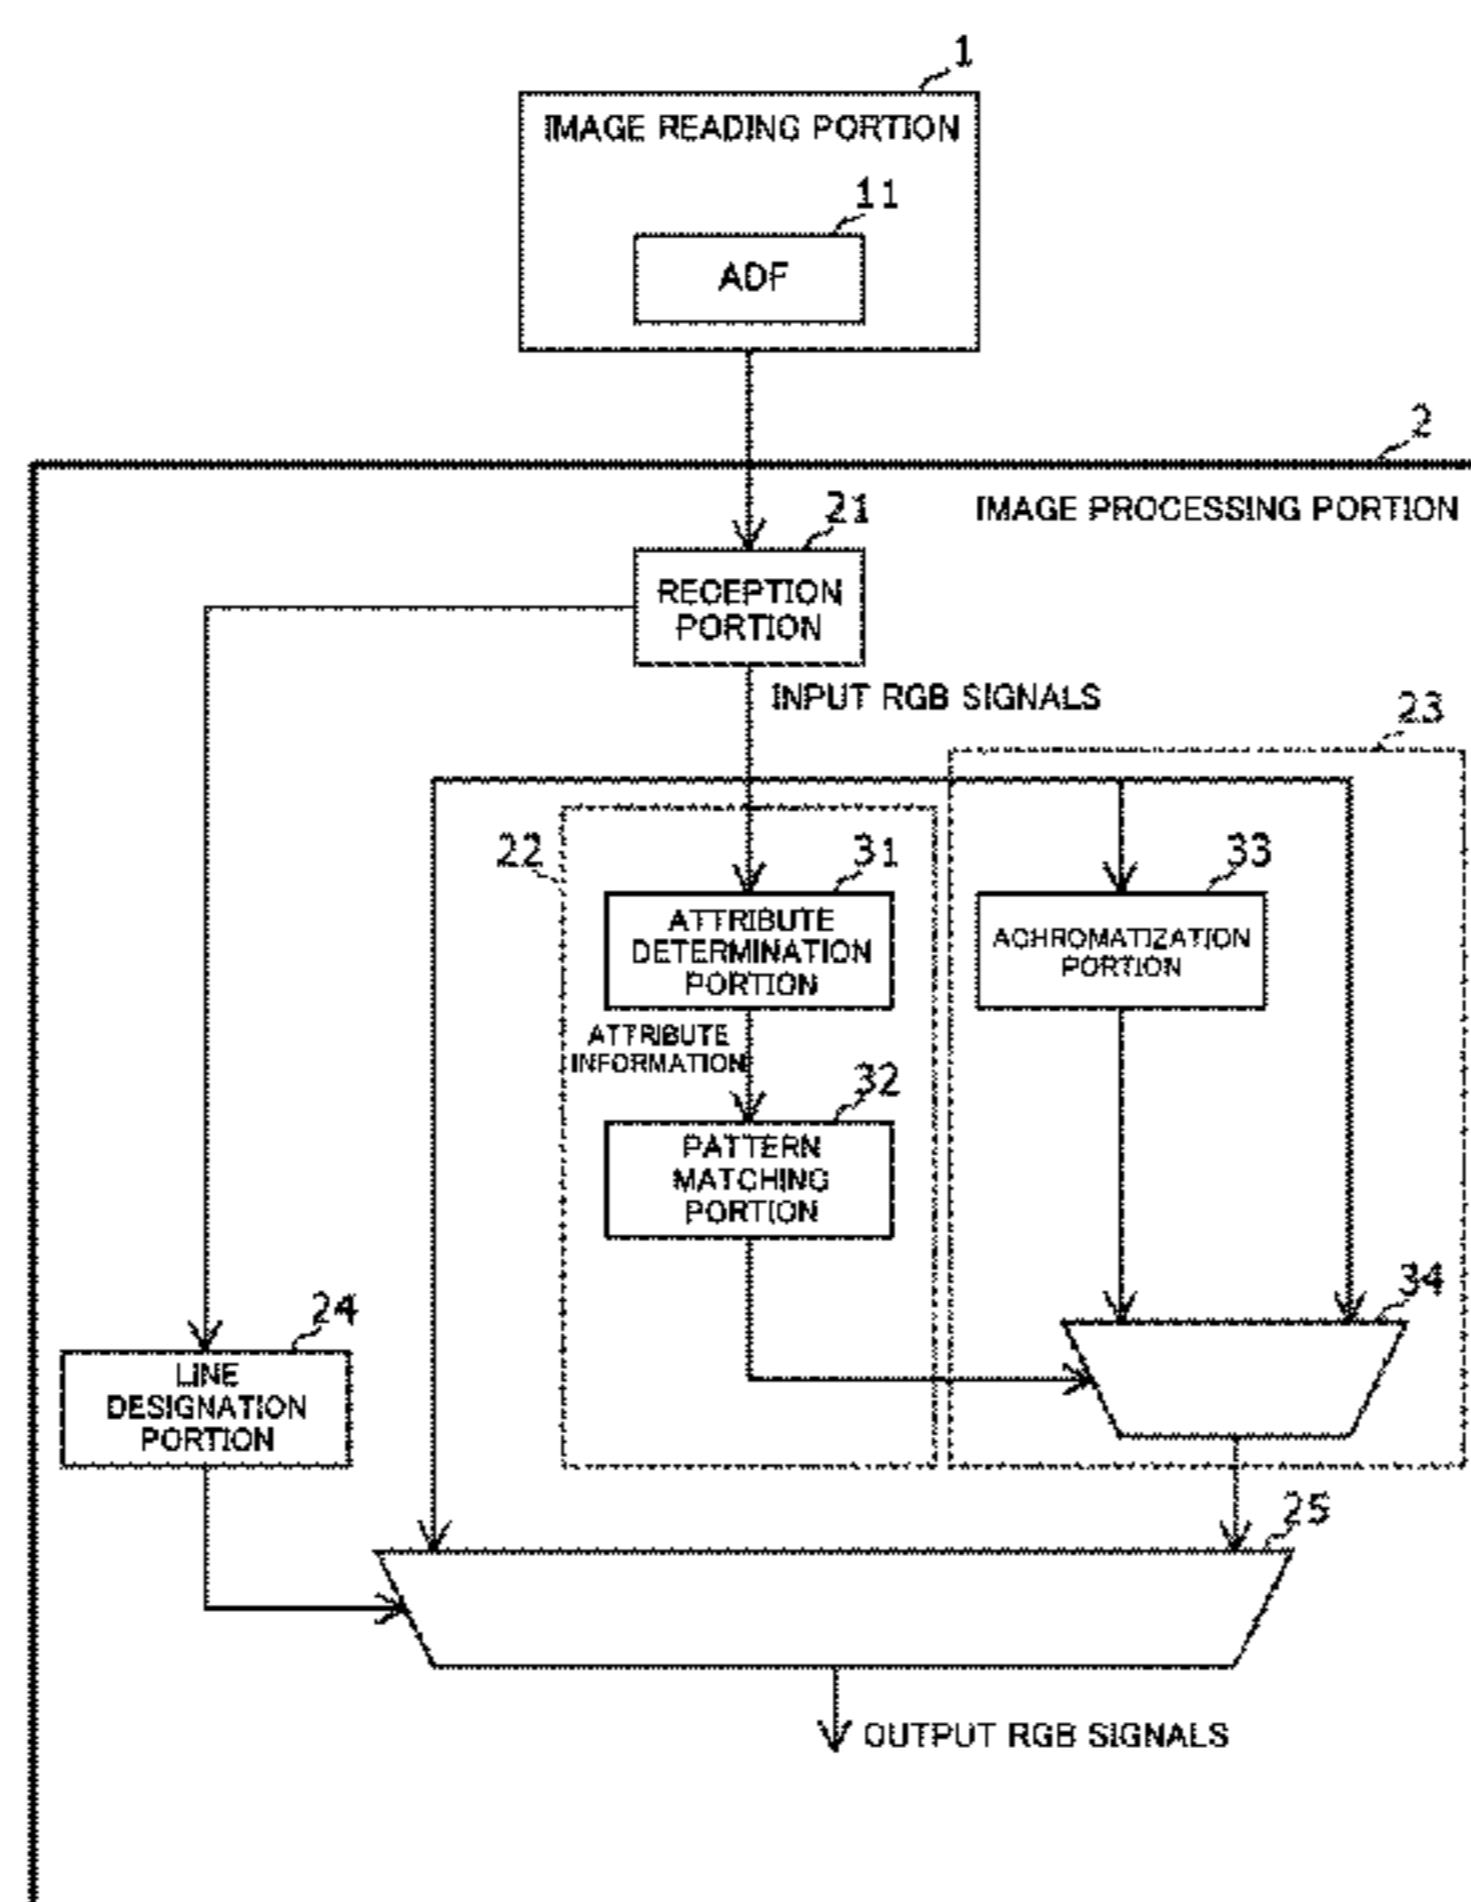 1
IMAGE READING PORTION
11
ADF
2
IMAGE PROCESSING PORTION
21
RECEPTION
PORTION
INPUT RGB SIGNALS
23
22
31
ATTRIBUTE
DETERMINATION
PORTION
33
ACHROMATIZATION
PORTION
ATTRIBUTE
INFORMATION
32
PATTERN
MATCHING
PORTION
34
24
LINE
DESIGNATION
PORTION
25
OUTPUT RGB SIGNALS